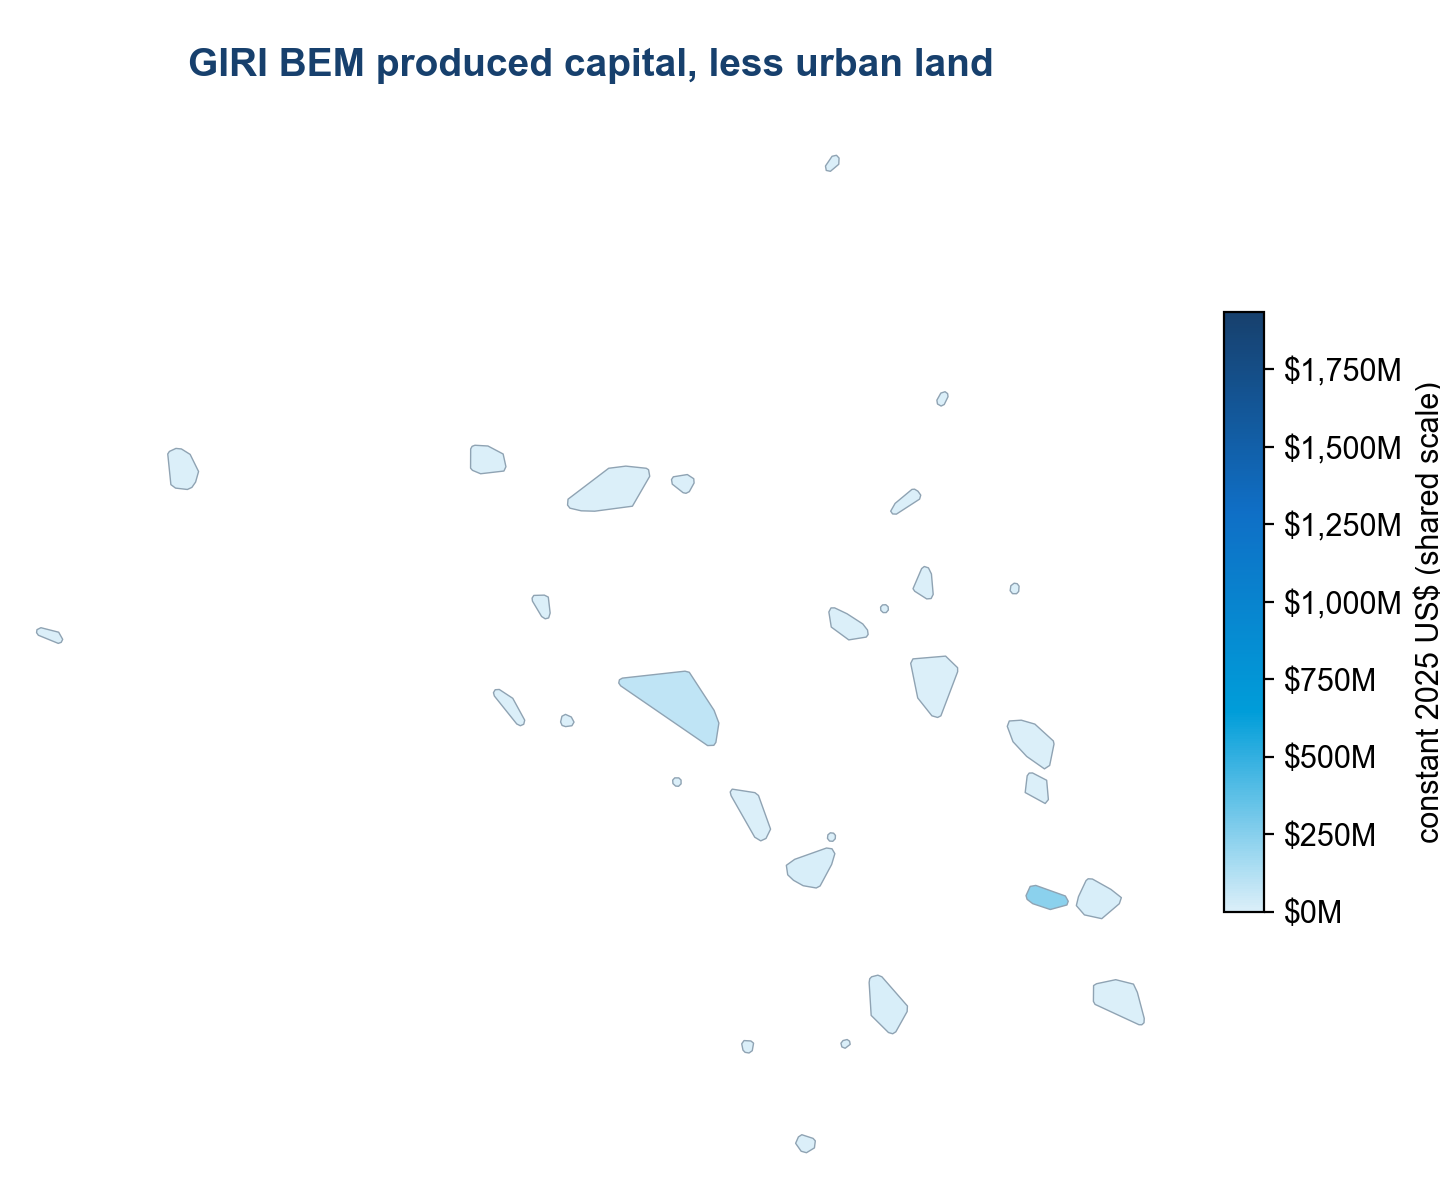 GIRI BEM produced capital, less urban land
$1,750M
$1,500M
$1,250M
$1,000M
$750M
$500M
$250M
$0M
constant 2025 US$ (shared scale)